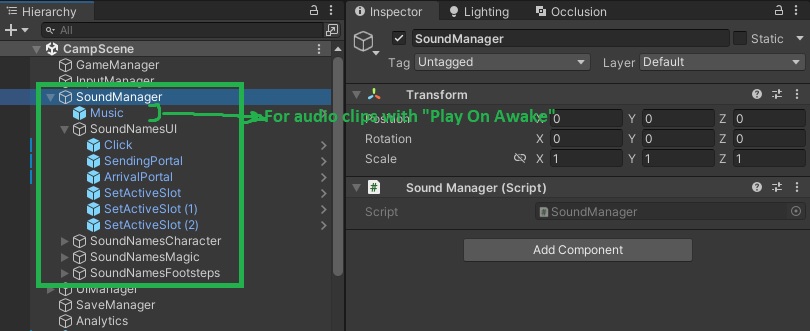 Hierarchy
All
CampScene
GameManager
InputManager
SoundManager
Music
SoundNamesUI
Click
SendingPortal
ArrivalPortal
SetActiveSlot
SetActiveSlot (1)
SetActiveSlot (2)
SoundNamesCharacter
SoundNamesMagic
SoundNamesFootsteps
UIManager
SaveManager
Analytics
For audio clips with "Play On Awake"
Inspector Lighting Occlusion
SoundManager Static
Tag Untagged Layer Default
Transform
Position X 0 Y 0 Z 0
Rotation X 0 Y 0 Z 0
Scale X 1 Y 1 Z 1
Sound Manager (Script)
Script SoundManager
Add Component